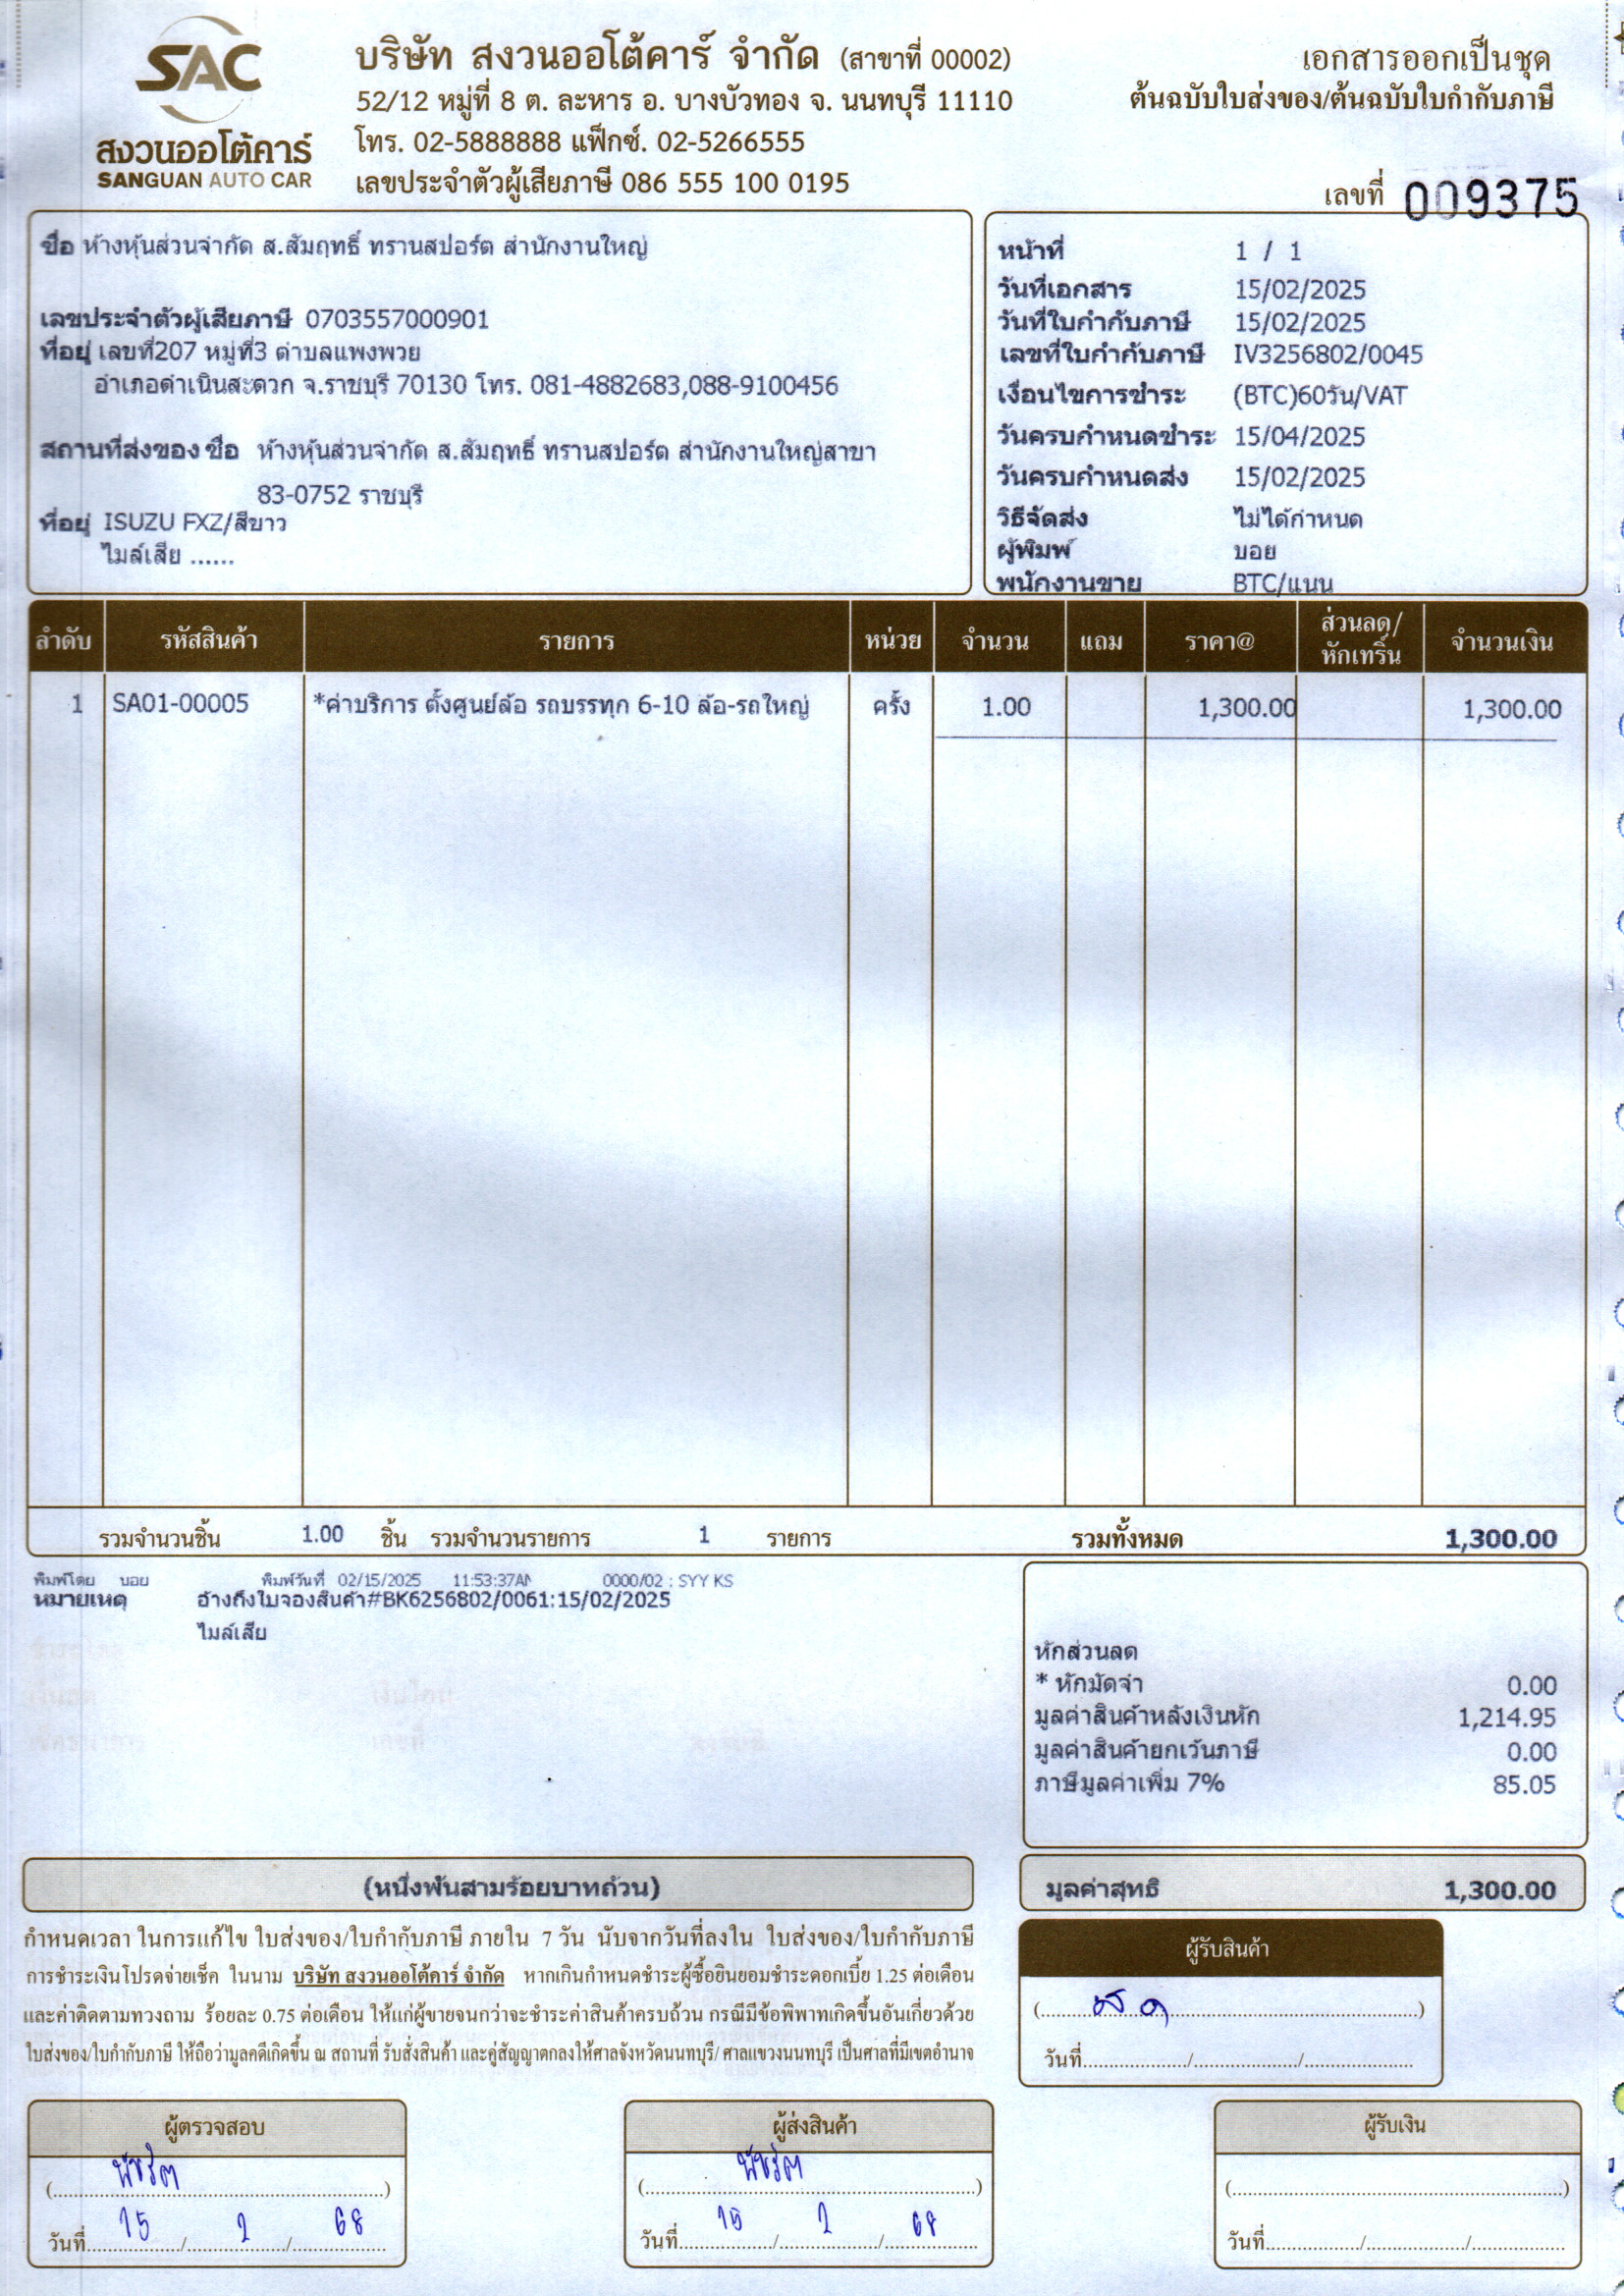 SAC
สงวนออโต้คาร์
SANGUAN AUTO CAR
บริษัท สงวนออโต้คาร์ จำกัด (สาขาที่ 00002)
52/12 หมู่ที่ 8 ต. ละหาร อ. บางบัวทอง จ. นนทบุรี 11110
โทร. 02-5888888 แฟ็กซ์. 02-5266555
เลขประจำตัวผู้เสียภาษี 086 555 100 0195
เอกสารออกเป็นชุด
ต้นฉบับใบส่งของ/ต้นฉบับใบกำกับภาษี
เลขที่ 009375
ชื่อ ห้างหุ้นส่วนจำกัด ส.สัมฤทธิ์ ทรานสปอร์ต สำนักงานใหญ่
เลขประจำตัวผู้เสียภาษี 0703557000901
ที่อยู่ เลขที่207 หมู่ที่3 ตำบลแพงพวย
อำเภอดำเนินสะดวก จ.ราชบุรี 70130 โทร. 081-4882683,088-9100456
สถานที่ส่งของ ชื่อ ห้างหุ้นส่วนจำกัด ส.สัมฤทธิ์ ทรานสปอร์ต สำนักงานใหญ่สาขา
83-0752 ราชบุรี
ที่อยู่ ISUZU FXZ/สีขาว
ไมล์เสีย ......
หน้าที่ 1 / 1
วันที่เอกสาร 15/02/2025
วันที่ใบกำกับภาษี 15/02/2025
เลขที่ใบกำกับภาษี IV3256802/0045
เงื่อนไขการชำระ (BTC)60วัน/VAT
วันครบกำหนดชำระ 15/04/2025
วันครบกำหนดส่ง 15/02/2025
วิธีจัดส่ง ไม่ได้กำหนด
ผู้พิมพ์ บอย
พนักงานขาย BTC/แนน
ลำดับ รหัสสินค้า รายการ หน่วย จำนวน แถม ราคา@ ส่วนลด/หักเทริ์น จำนวนเงิน
1 SA01-00005 *ค่าบริการ ตั้งศูนย์ล้อ รถบรรทุก 6-10 ล้อ-รถใหญ่ ครั้ง 1.00 1,300.00 1,300.00
รวมจำนวนชิ้น 1.00 ชิ้น รวมจำนวนรายการ 1 รายการ รวมทั้งหมด 1,300.00
พิมพ์โดย บอย พิมพ์วันที่ 02/15/2025 11:53:37AM 0000/02 : SYY KS
หมายเหตุ อ้างถึงใบจองสินค้า#BK6256802/0061:15/02/2025
ไมล์เสีย
หักส่วนลด
* หักมัดจำ 0.00
มูลค่าสินค้าหลังเงินหัก 1,214.95
มูลค่าสินค้ายกเว้นภาษี 0.00
ภาษีมูลค่าเพิ่ม 7% 85.05
(หนึ่งพันสามร้อยบาทถ้วน)
มูลค่าสุทธิ 1,300.00
กำหนดเวลา ในการแก้ไข ใบส่งของ/ใบกำกับภาษี ภายใน 7 วัน นับจากวันที่ลงใน ใบส่งของ/ใบกำกับภาษี
การชำระเงินโปรดจ่ายเช็ค ในนาม บริษัท สงวนออโต้คาร์ จำกัด หากเกินกำหนดชำระผู้ซื้อยินยอมชำระดอกเบี้ย 1.25 ต่อเดือน
และค่าติดตามทวงถาม ร้อยละ 0.75 ต่อเดือน ให้แก่ผู้ขายจนกว่าจะชำระค่าสินค้าครบถ้วน กรณีมีข้อพิพาทเกิดขึ้นอันเกี่ยวด้วย
ใบส่งของ/ใบกำกับภาษี ให้ถือว่ามูลคดีเกิดขึ้น ณ สถานที่ รับสั่งสินค้า และคู่สัญญาตกลงให้ศาลจังหวัดนนทบุรี/ ศาลแขวงนนทบุรี เป็นศาลที่มีเขตอำนาจ
ผู้รับสินค้า
วันที่....................../....................../......................
ผู้ตรวจสอบ
วันที่ 15 / 2 / 68
ผู้ส่งสินค้า
วันที่ 15 / 2 / 68
ผู้รับเงิน
วันที่....................../....................../......................